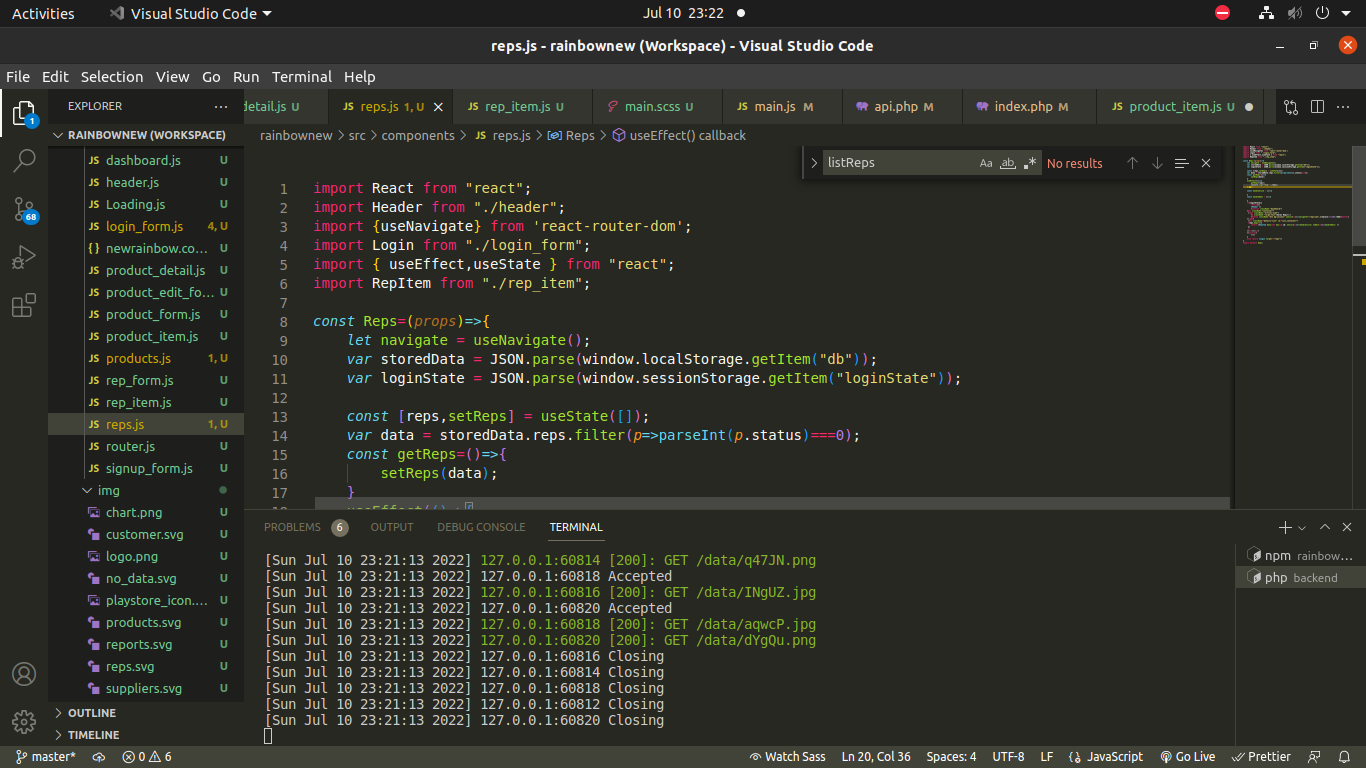 Activities Visual Studio Code Jul 10 23:22
reps.js - rainbownew (Workspace) - Visual Studio Code
File Edit Selection View Go Run Terminal Help
EXPLORER
detail.js U reps.js 1, U rep_item.js U main.scss U main.js M api.php M index.php M product_item.js U
RAINBOWNEW (WORKSPACE)
rainbownew > src > components > JS reps.js > Reps > useEffect() callback
listReps Aa ab No results
JS dashboard.js U
JS header.js U
JS Loading.js U
JS login_form.js 4, U
{} newrainbow.co... U
JS product_detail.js U
JS product_edit_fo... U
JS product_form.js U
JS product_item.js U
JS products.js 1, U
JS rep_form.js U
JS rep_item.js U
JS reps.js 1, U
JS router.js U
JS signup_form.js U
img
chart.png U
customer.svg U
logo.png U
no_data.svg U
playstore_icon.... U
products.svg U
reports.svg U
reps.svg U
suppliers.svg U
OUTLINE
TIMELINE
1
68
1 import React from "react";
2 import Header from "./header";
3 import {useNavigate} from 'react-router-dom';
4 import Login from "./login_form";
5 import { useEffect,useState } from "react";
6 import RepItem from "./rep_item";
7
8 const Reps=(props)=>{
9 let navigate = useNavigate();
10 var storedData = JSON.parse(window.localStorage.getItem("db"));
11 var loginState = JSON.parse(window.sessionStorage.getItem("loginState"));
12
13 const [reps,setReps] = useState([]);
14 var data = storedData.reps.filter(p=>parseInt(p.status)===0);
15 const getReps=()=>{
16 setReps(data);
17 }
PROBLEMS 6 OUTPUT DEBUG CONSOLE TERMINAL
[Sun Jul 10 23:21:13 2022] 127.0.0.1:60814 [200]: GET /data/q47JN.png
[Sun Jul 10 23:21:13 2022] 127.0.0.1:60818 Accepted
[Sun Jul 10 23:21:13 2022] 127.0.0.1:60816 [200]: GET /data/INgUZ.jpg
[Sun Jul 10 23:21:13 2022] 127.0.0.1:60820 Accepted
[Sun Jul 10 23:21:13 2022] 127.0.0.1:60818 [200]: GET /data/aqwcP.jpg
[Sun Jul 10 23:21:13 2022] 127.0.0.1:60820 [200]: GET /data/dYgQu.png
[Sun Jul 10 23:21:13 2022] 127.0.0.1:60816 Closing
[Sun Jul 10 23:21:13 2022] 127.0.0.1:60814 Closing
[Sun Jul 10 23:21:13 2022] 127.0.0.1:60818 Closing
[Sun Jul 10 23:21:13 2022] 127.0.0.1:60812 Closing
[Sun Jul 10 23:21:13 2022] 127.0.0.1:60820 Closing
npm rainbow...
php backend
master* 0 6 Watch Sass Ln 20, Col 36 Spaces: 4 UTF-8 LF {} JavaScript Go Live Prettier